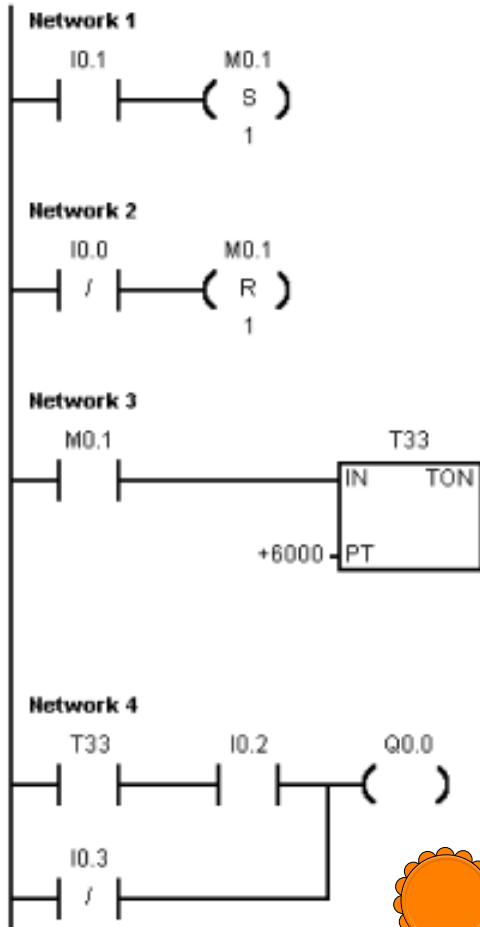 Network 1
I0.1 M0.1
S
1
Network 2
I0.0 M0.1
/ R
1
Network 3
M0.1 T33
IN TON
+6000 PT
Network 4
T33 I0.2 Q0.0
I0.3
/